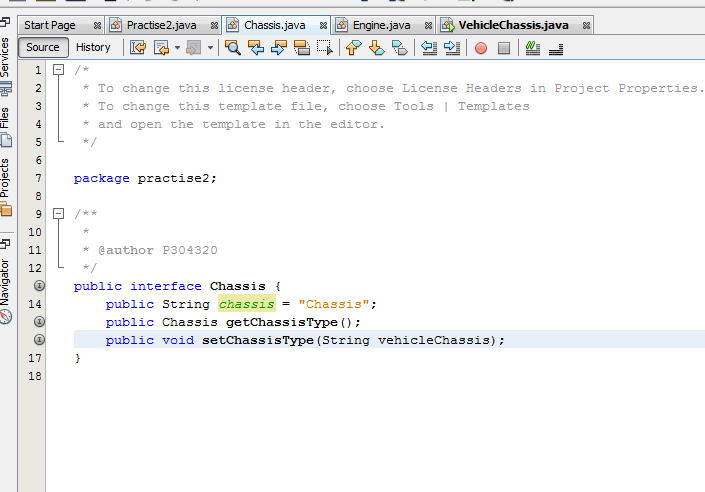 Start Page Practise2.java Chassis.java Engine.java VehicleChassis.java
Source History
Services
Files
Projects
Navigator
1 /*
2 * To change this license header, choose License Headers in Project Properties.
3 * To change this template file, choose Tools | Templates
4 * and open the template in the editor.
5 */
6
7 package practise2;
8
9 /**
10 *
11 * @author P304320
12 */
public interface Chassis {
14 public String chassis = "Chassis";
public Chassis getChassisType();
public void setChassisType(String vehicleChassis);
17 }
18